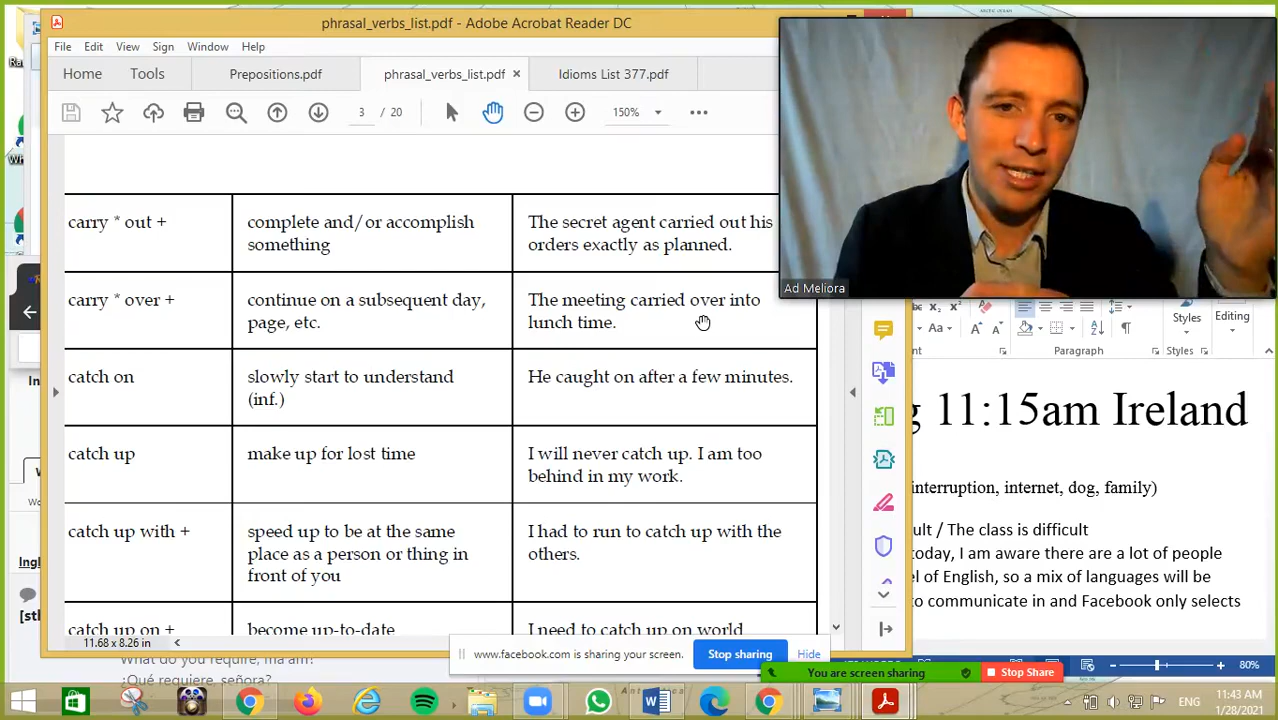 phrasal_verbs_list.pdf - Adobe Acrobat Reader DC
File Edit View Sign Window Help
Home Tools Prepositions.pdf phrasal_verbs_list.pdf × Idioms List 377.pdf
3 / 20 150%
carry * out +
complete and/or accomplish
something
The secret agent carried out his
orders exactly as planned.
carry * over +
continue on a subsequent day,
page, etc.
The meeting carried over into
lunch time.
catch on
slowly start to understand
(inf.)
He caught on after a few minutes.
catch up
make up for lost time
I will never catch up. I am too
behind in my work.
catch up with +
speed up to be at the same
place as a person or thing in
front of you
I had to run to catch up with the
others.
catch up on +
become up-to-date
I need to catch up on world
11.68 x 8.26 in
Ad Meliora
Aa
Styles
Editing
Paragraph
Styles
11:15am Ireland
interruption, internet, dog, family)
ult / The class is difficult
today, I am aware there are a lot of people
el of English, so a mix of languages will be
to communicate in and Facebook only selects
80%
What do you require, ma'am?
¿Qué requiere, señora?
www.facebook.com is sharing your screen.
Stop sharing
Hide
You are screen sharing
Stop Share
ENG
11:43 AM
1/28/2021